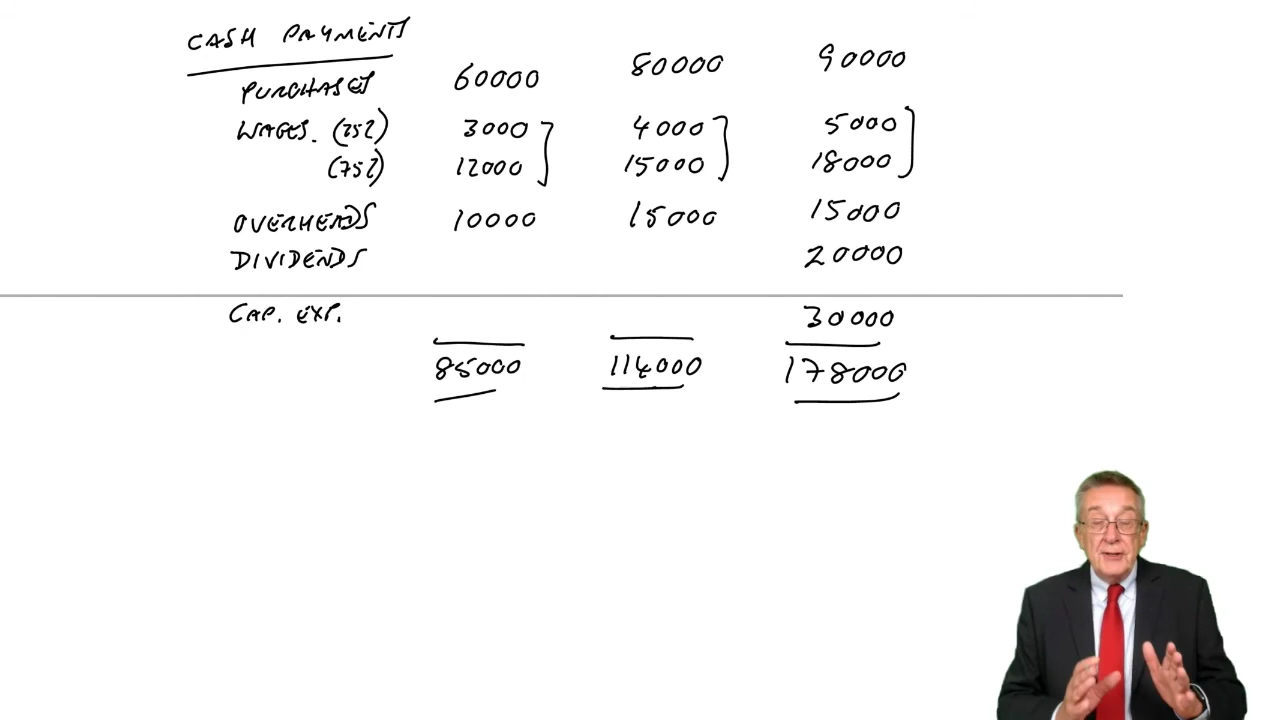 CASH PAYMENTS
PURCHASES 60000 80000 90000
WAGES. (25%) 3000 4000 5000
(75%) 12000 15000 18000
OVERHEADS 10000 15000 15000
DIVIDENDS 20000
CAP. EXP. 30000
85000 114000 178000